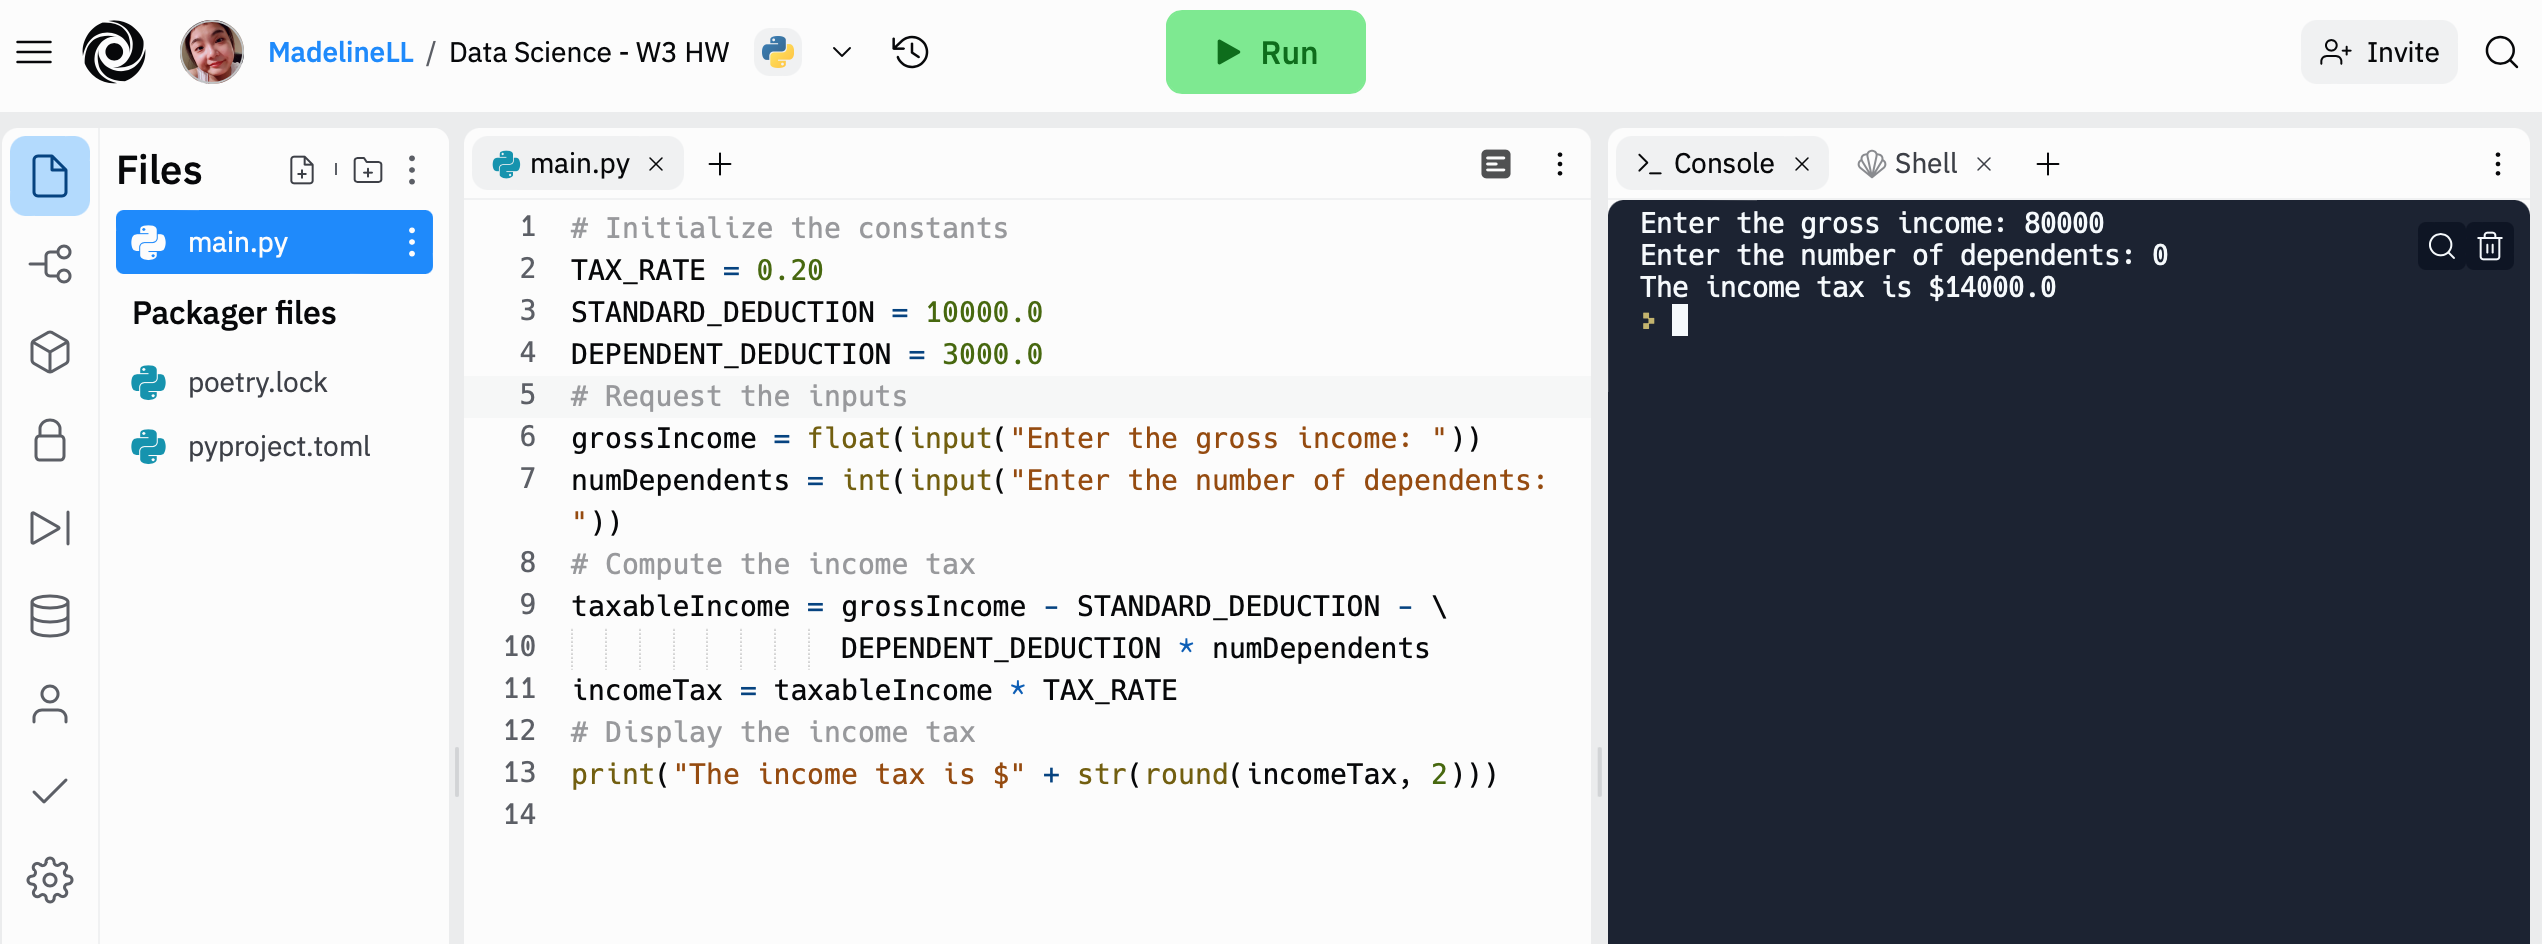 MadelineLL / Data Science - W3 HW
Run
Invite
Files
main.py
Packager files
poetry.lock
pyproject.toml
main.py
1 # Initialize the constants
2 TAX_RATE = 0.20
3 STANDARD_DEDUCTION = 10000.0
4 DEPENDENT_DEDUCTION = 3000.0
5 # Request the inputs
6 grossIncome = float(input("Enter the gross income: "))
7 numDependents = int(input("Enter the number of dependents:
"))
8 # Compute the income tax
9 taxableIncome = grossIncome - STANDARD_DEDUCTION - \
10 DEPENDENT_DEDUCTION * numDependents
11 incomeTax = taxableIncome * TAX_RATE
12 # Display the income tax
13 print("The income tax is $" + str(round(incomeTax, 2)))
14
>_ Console
Shell
Enter the gross income: 80000
Enter the number of dependents: 0
The income tax is $14000.0